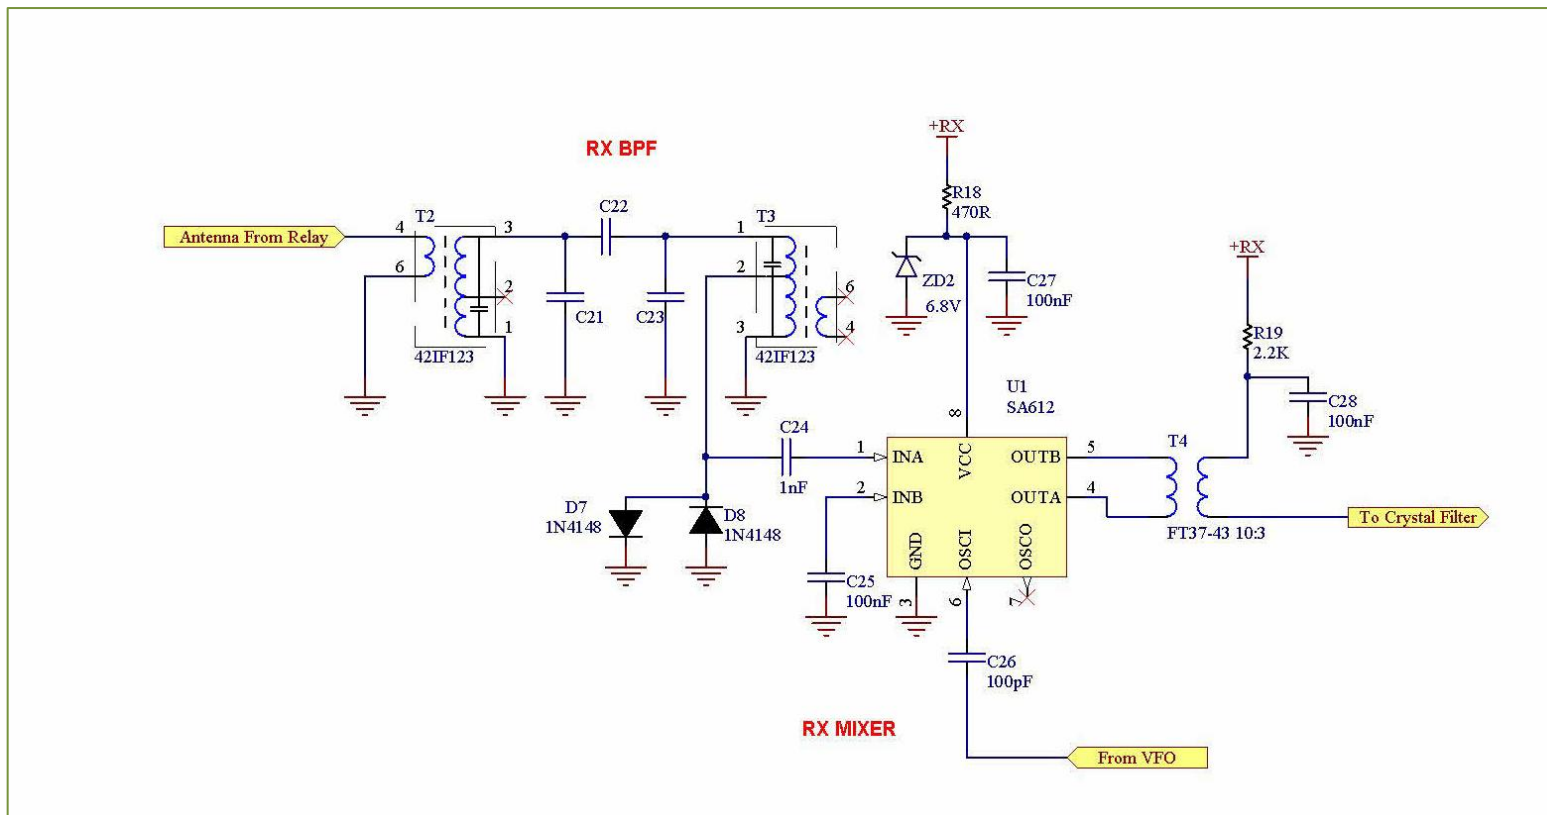 +RX
RX BPF
R18
470R
C22
T2
T3
Antenna From Relay
4
3
1
6
2
2
6
ZD2
C27
6.8V
100nF
C21
C23
1
3
4
42IF123
42IF123
+RX
R19
2.2K
U1
SA612
C28
100nF
8
C24
T4
1
INA
VCC
OUTB
5
1nF
2
INB
OUTA
4
D7
1N4148
D8
1N4148
To Crystal Filter
FT37-43 10:3
GND
OSCI
OSCO
C25
100nF
3
6
7
C26
100pF
RX MIXER
From VFO